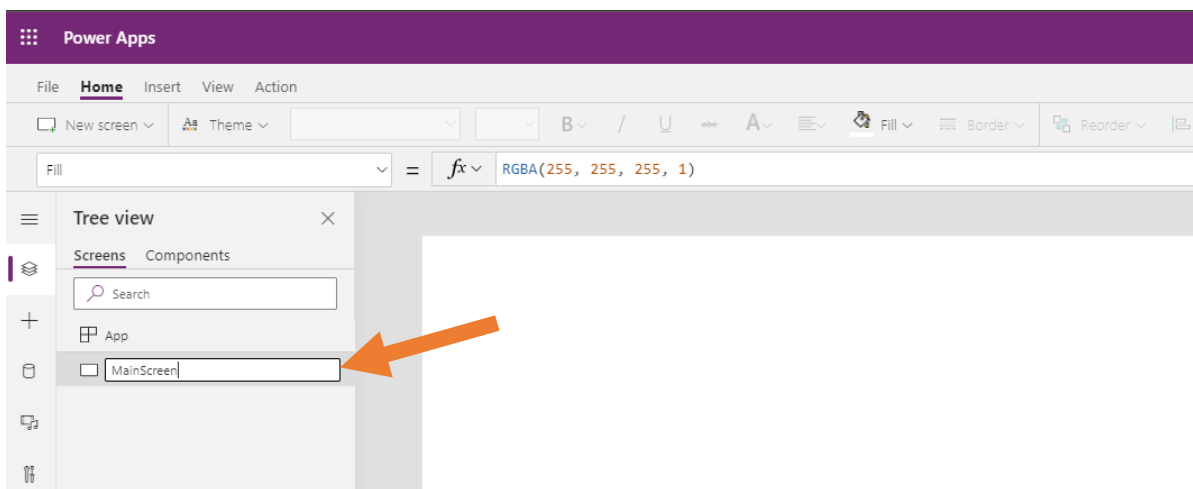 Power Apps
File Home Insert View Action
New screen Theme B / U abc A Fill Border Reorder
Fill = fx RGBA(255, 255, 255, 1)
Tree view
Screens Components
Search
App
MainScreen